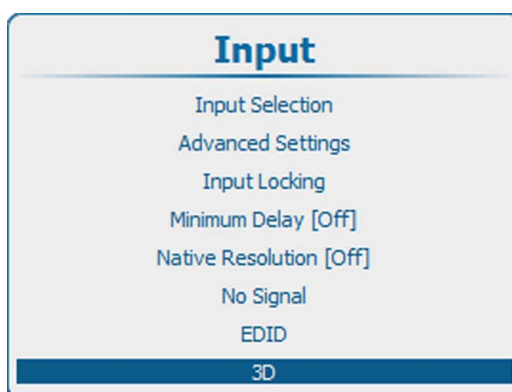 Input
Input Selection
Advanced Settings
Input Locking
Minimum Delay [Off]
Native Resolution [Off]
No Signal
EDID
3D